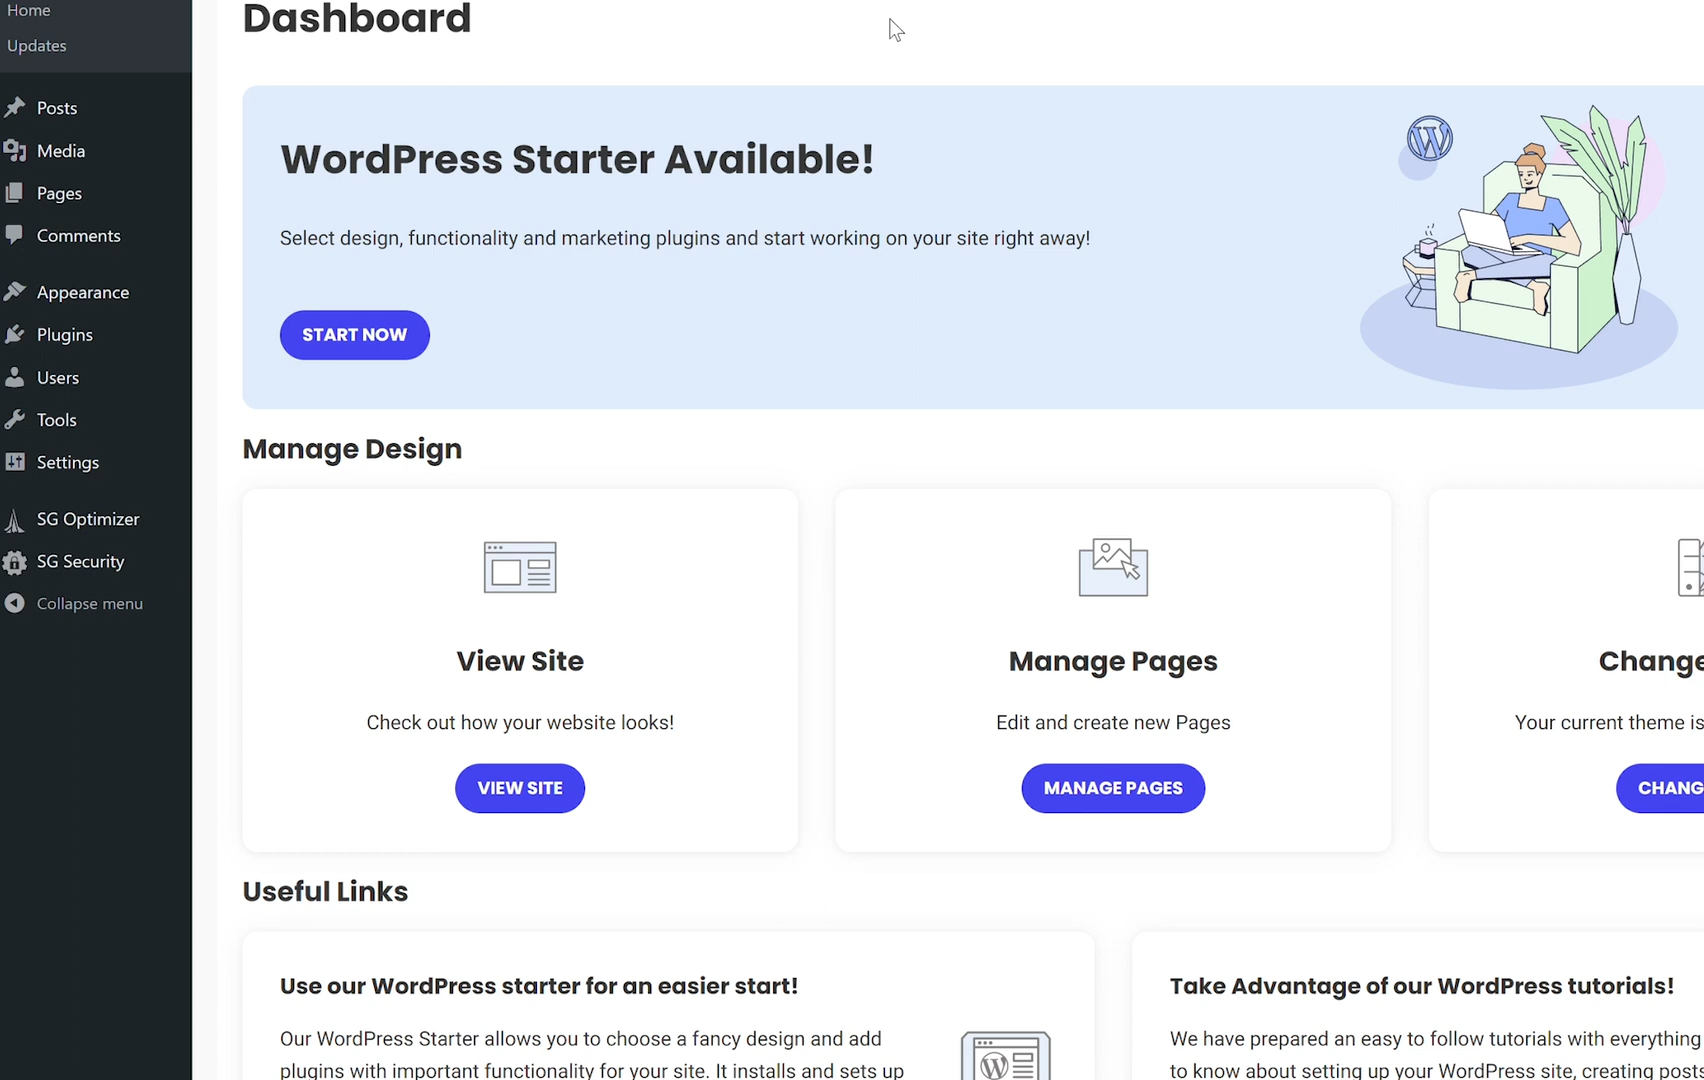 Home
Updates
Posts
Media
Pages
Comments
Appearance
Plugins
Users
Tools
Settings
SG Optimizer
SG Security
Collapse menu
Dashboard
WordPress Starter Available!
Select design, functionality and marketing plugins and start working on your site right away!
START NOW
Manage Design
View Site
Check out how your website looks!
VIEW SITE
Manage Pages
Edit and create new Pages
MANAGE PAGES
Change
Your current theme is
CHANG
Useful Links
Use our WordPress starter for an easier start!
Our WordPress Starter allows you to choose a fancy design and add
plugins with important functionality for your site. It installs and sets up
Take Advantage of our WordPress tutorials!
We have prepared an easy to follow tutorials with everything
to know about setting up your WordPress site, creating posts